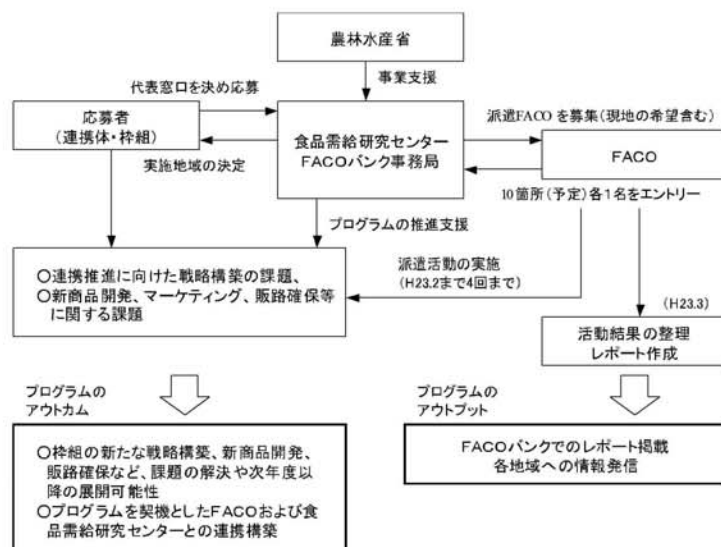 農林水産省
事業支援
代表窓口を決め応募
応募者
(連携体・枠組)
実施地域の決定
食品需給研究センター
FACOバンク事務局
派遣FACOを募集(現地の希望含む)
FACO
10箇所(予定)各1名をエントリー
プログラムの推進支援
○連携推進に向けた戦略構築の課題、
○新商品開発、マーケティング、販路確保等
に関する課題
派遣活動の実施
(H23.2まで4回まで)
(H23.3)
活動結果の整理
レポート作成
プログラムの
アウトカム
プログラムの
アウトプット
○枠組の新たな戦略構築、新商品開発、
販路確保など、課題の解決や次年度以
降の展開可能性
○プログラムを契機としたFACOおよび食
品需給研究センターとの連携構築
FACOバンクでのレポート掲載
各地域への情報発信